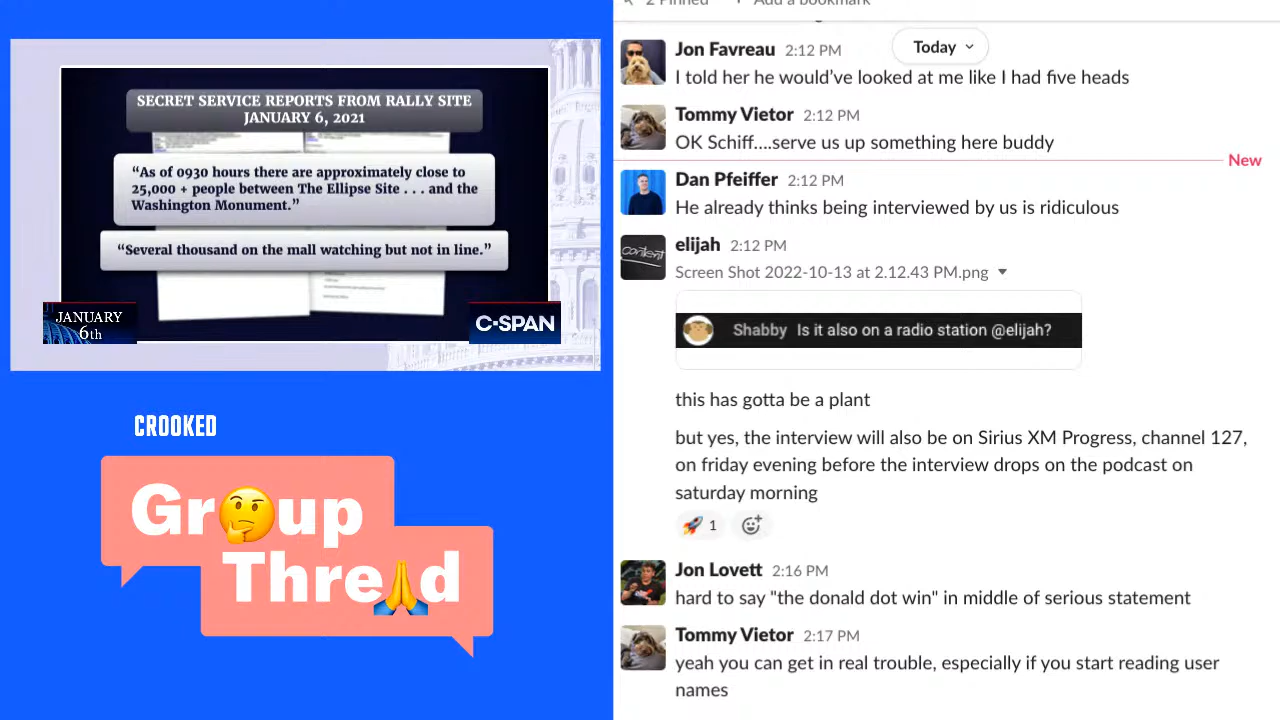 SECRET SERVICE REPORTS FROM RALLY SITE
JANUARY 6, 2021
“As of 0930 hours there are approximately close to
25,000 + people between The Ellipse Site . . . and the
Washington Monument.”
“Several thousand on the mall watching but not in line.”
JANUARY
6th
C-SPAN
CROOKED
Gr🤔up
Thre🙏d
2 Pinned
+ Add a bookmark
Today
Jon Favreau 2:12 PM
I told her he would’ve looked at me like I had five heads
Tommy Vietor 2:12 PM
OK Schiff....serve us up something here buddy
New
Dan Pfeiffer 2:12 PM
He already thinks being interviewed by us is ridiculous
elijah 2:12 PM
content
Screen Shot 2022-10-13 at 2.12.43 PM.png
Shabby Is it also on a radio station @elijah?
this has gotta be a plant
but yes, the interview will also be on Sirius XM Progress, channel 127,
on friday evening before the interview drops on the podcast on
saturday morning
🚀 1
Jon Lovett 2:16 PM
hard to say "the donald dot win" in middle of serious statement
Tommy Vietor 2:17 PM
yeah you can get in real trouble, especially if you start reading user
names